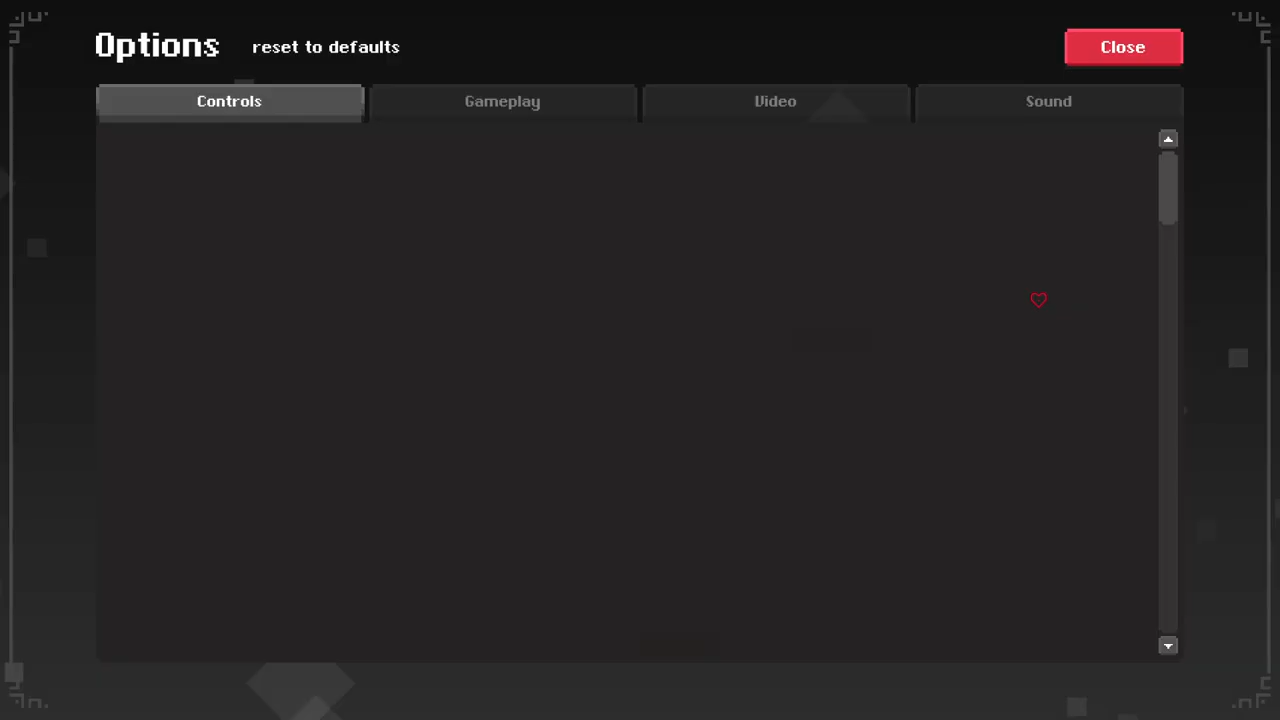 Options
reset to defaults
Close
Controls
Gameplay
Video
Sound